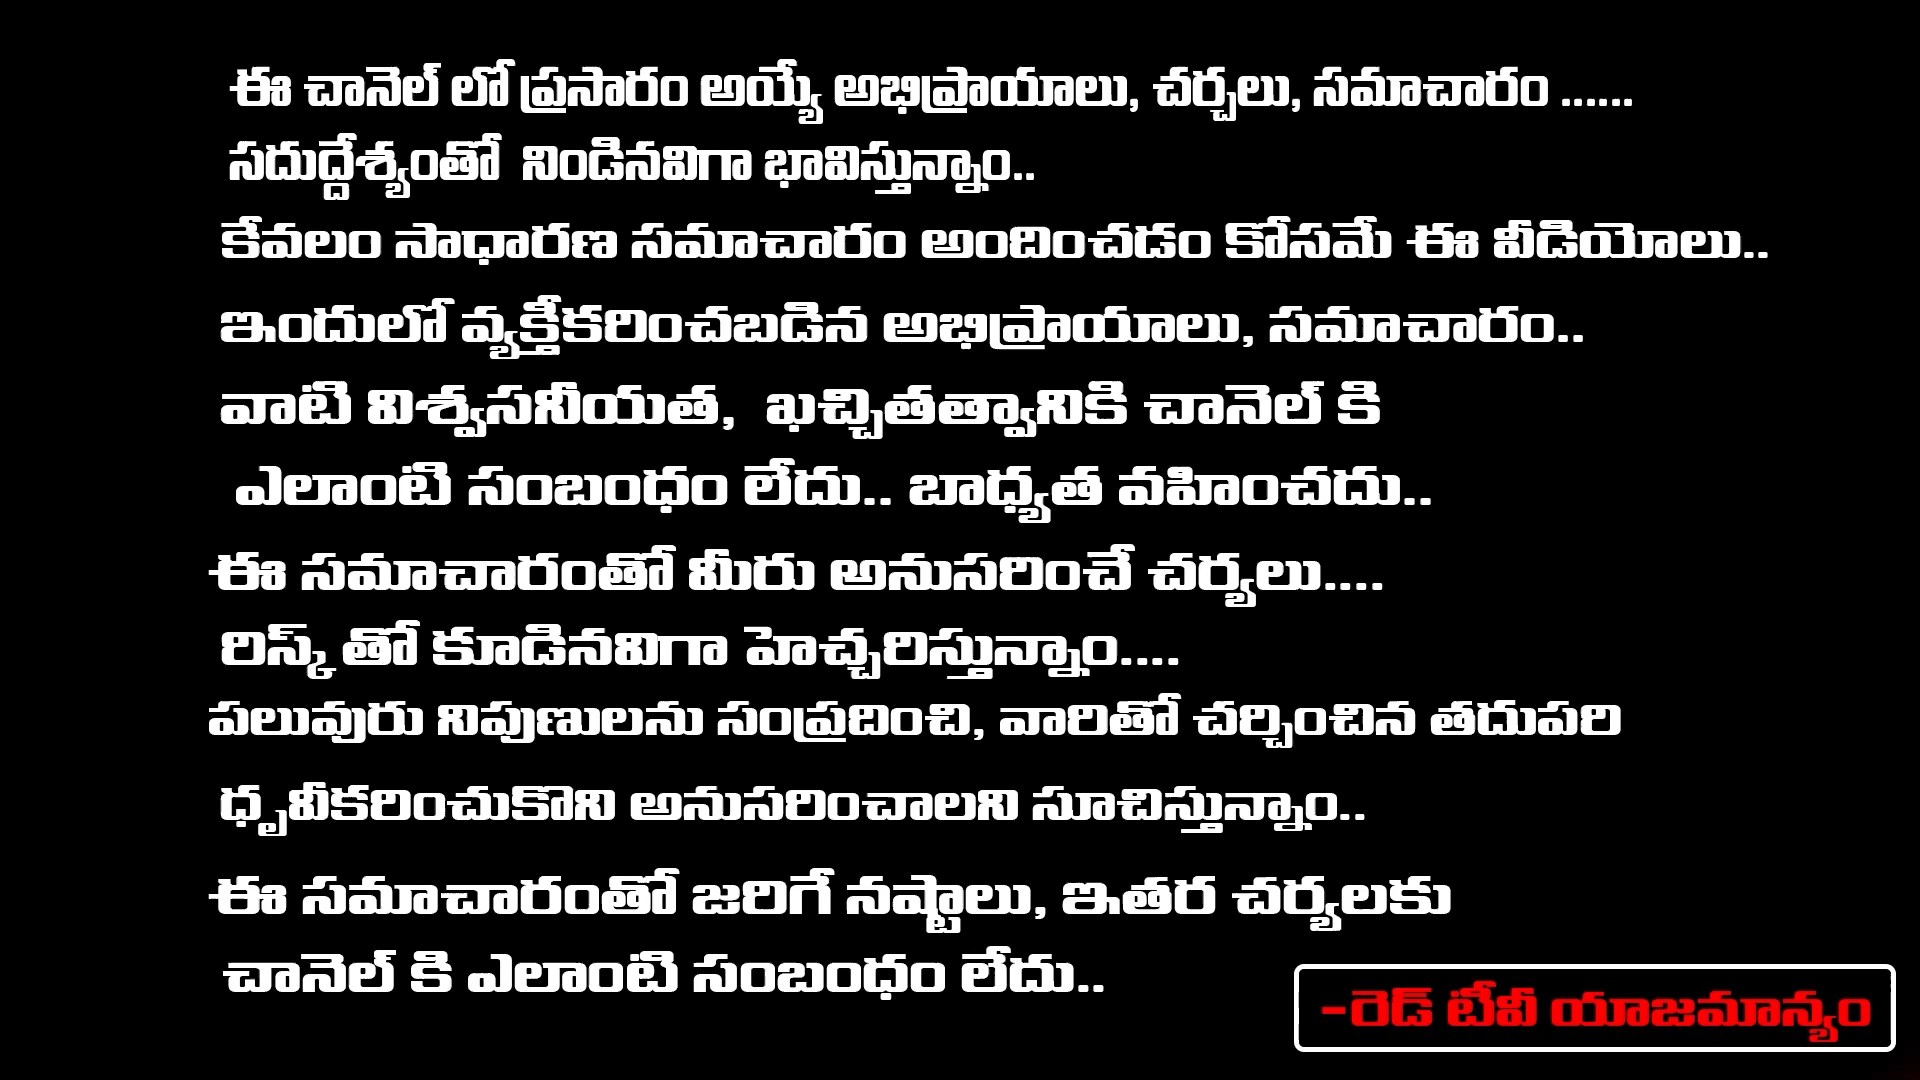 ఈ చానెల్ లో ప్రసారం అయ్యే అభిప్రాయాలు, చర్చలు, సమాచారం ......
సదుద్దేశ్యంతో నిండినవిగా భావిస్తున్నాం..
కేవలం సాధారణ సమాచారం అందించడం కోసమే ఈ వీడియోలు..
ఇందులో వ్యక్తీకరించబడిన అభిప్రాయాలు, సమాచారం..
వాటి విశ్వసనీయత, ఖచ్చితత్వానికి చానెల్ కి
ఎలాంటి సంబంధం లేదు.. బాధ్యత వహించదు..
ఈ సమాచారంతో మీరు అనుసరించే చర్యలు....
రిస్క్ తో కూడినవిగా హెచ్చరిస్తున్నాం....
పలువురు నిపుణులను సంప్రదించి, వారితో చర్చించిన తదుపరి
ధృవీకరించుకొని అనుసరించాలని సూచిస్తున్నాం..
ఈ సమాచారంతో జరిగే నష్టాలు, ఇతర చర్యలకు
చానెల్ కి ఎలాంటి సంబంధం లేదు..
-రెడ్ టీవీ యాజమాన్యం